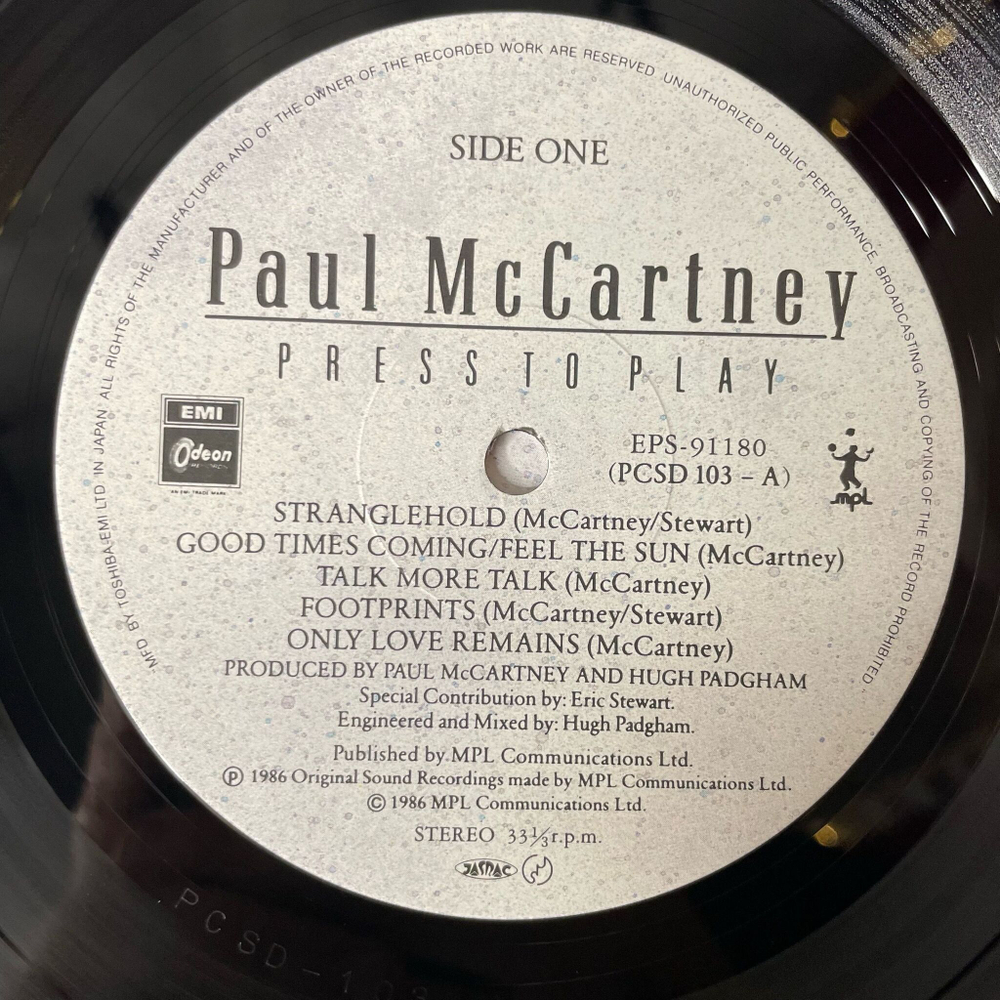 MFD BY TOSHIBA-EMI LTD IN JAPAN ALL RIGHTS OF THE MANUFACTURER AND OF THE OWNER OF THE RECORDED WORK ARE RESERVED. UNAUTHORIZED PUBLIC PERFORMANCE. BROADCASTING AND COPYING OF THE RECORD PROHIBITED.
SIDE ONE
Paul McCartney
PRESS TO PLAY
EMI
Odeon
AN EMI TRADE MARK
EPS-91180
(PCSD 103 – A)
mpl
STRANGLEHOLD (McCartney/Stewart)
GOOD TIMES COMING/FEEL THE SUN (McCartney)
TALK MORE TALK (McCartney)
FOOTPRINTS (McCartney/Stewart)
ONLY LOVE REMAINS (McCartney)
PRODUCED BY PAUL McCARTNEY AND HUGH PADGHAM
Special Contribution by: Eric Stewart.
Engineered and Mixed by: Hugh Padgham.
Published by MPL Communications Ltd.
Ⓟ 1986 Original Sound Recordings made by MPL Communications Ltd.
© 1986 MPL Communications Ltd.
STEREO 33⅓r.p.m.
JASRAC
PCSD-103